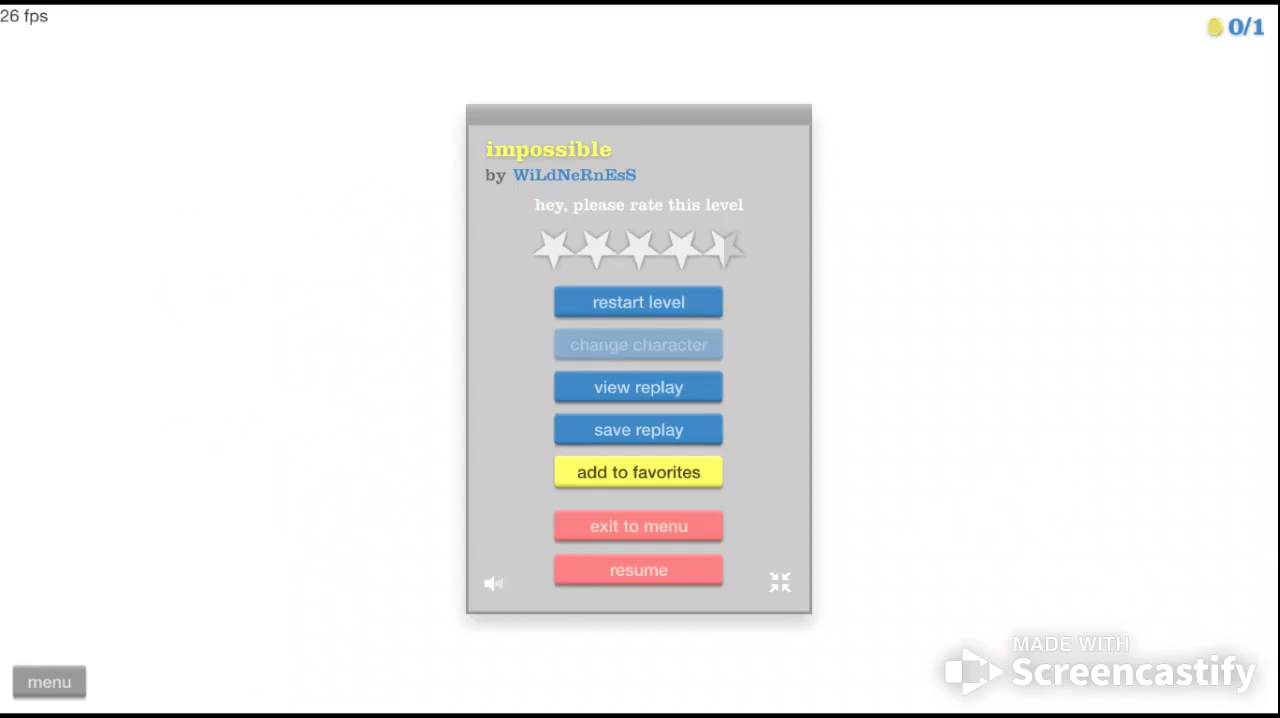 26 fps
0/1
impossible
by WiLdNeRnEsS
hey, please rate this level
restart level
change character
view replay
save replay
add to favorites
exit to menu
resume
menu
MADE WITH
Screencastify